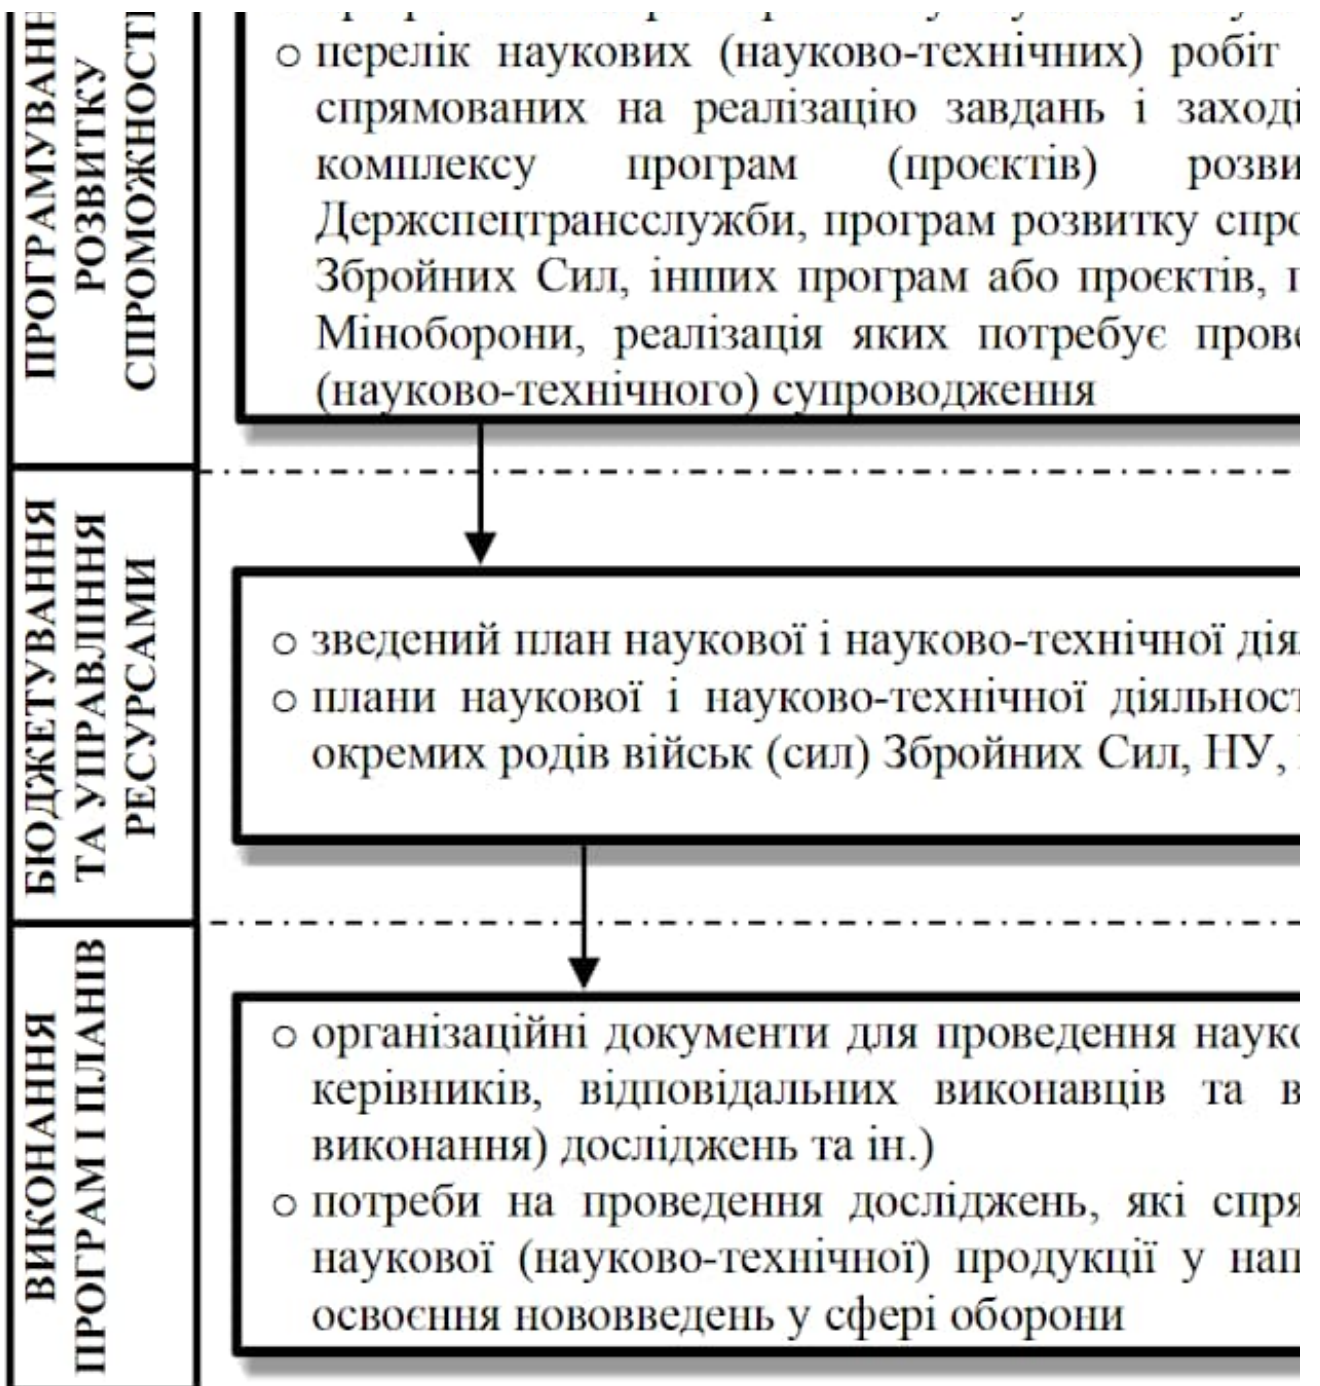 ПРОГРАМУВАНН
РОЗВИТКУ
СПРОМОЖНОСТ
перелік наукових (науково-технічних) робіт
спрямованих на реалізацію завдань і заході
комплексу програм (проєктів) розви
Держспецтрансслужби, програм розвитку спро
Збройних Сил, інших програм або проєктів, п
Міноборони, реалізація яких потребує прове
(науково-технічного) супроводження
БЮДЖЕТУВАННЯ
ТА УПРАВЛІННЯ
РЕСУРСАМИ
зведений план наукової і науково-технічної дія
плани наукової і науково-технічної діяльност
окремих родів військ (сил) Збройних Сил, НУ,
ВИКОНАННЯ
ПРОГРАМ І ПЛАНІВ
організаційні документи для проведення науко
керівників, відповідальних виконавців та в
виконання) досліджень та ін.)
потреби на проведення досліджень, які спря
наукової (науково-технічної) продукції у нап
освоєння нововведень у сфері оборони